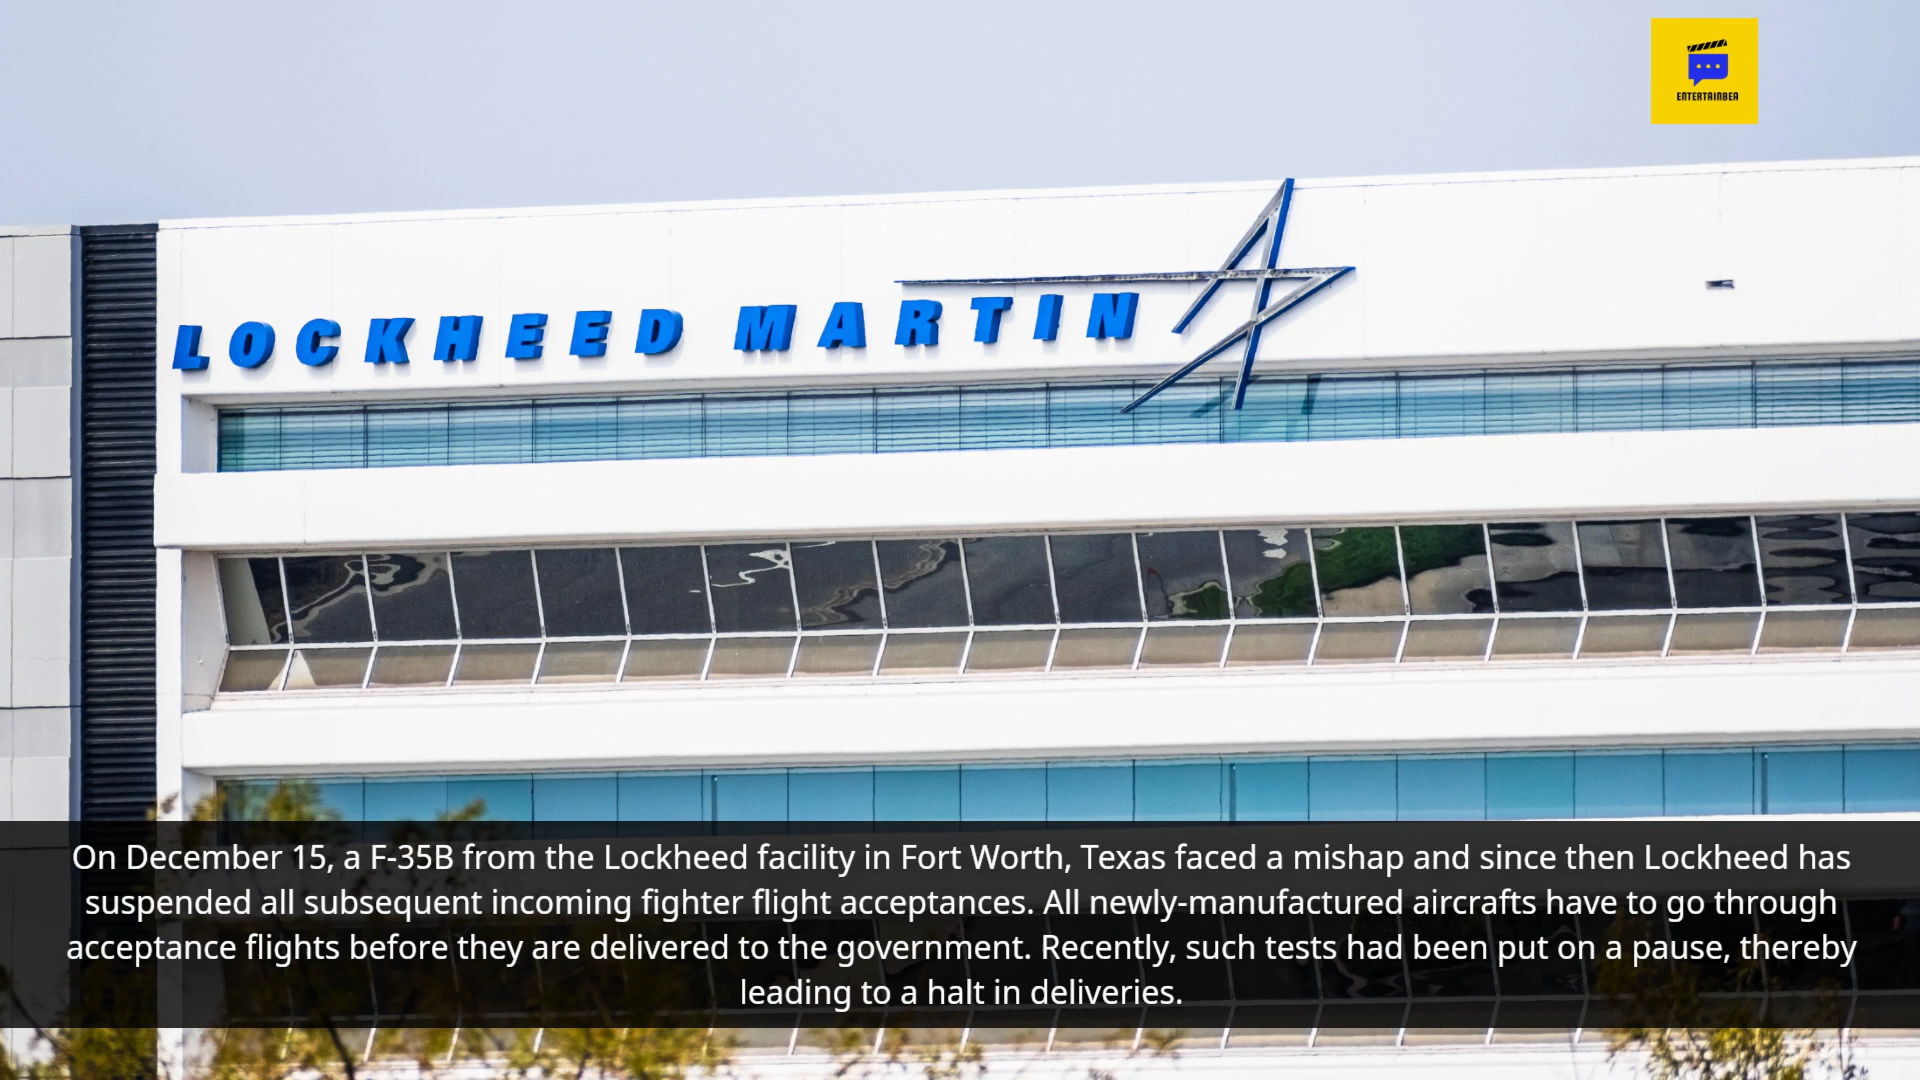 ENTERTAINBEA
LOCKHEED MARTIN
On December 15, a F-35B from the Lockheed facility in Fort Worth, Texas faced a mishap and since then Lockheed has
suspended all subsequent incoming fighter flight acceptances. All newly-manufactured aircrafts have to go through
acceptance flights before they are delivered to the government. Recently, such tests had been put on a pause, thereby
leading to a halt in deliveries.